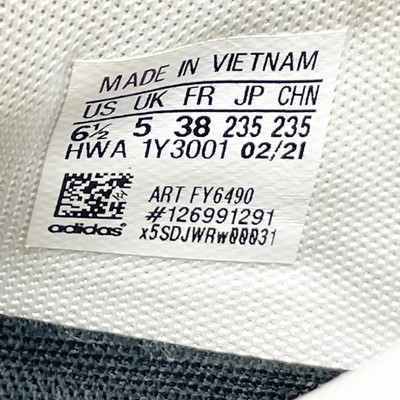 MADE IN VIETNAM
US UK FR JP CHN
6½ 5 38 235 235
HWA 1Y3001 02/21
ART FY6490
#126991291
adidas® x5SDJWRw00031